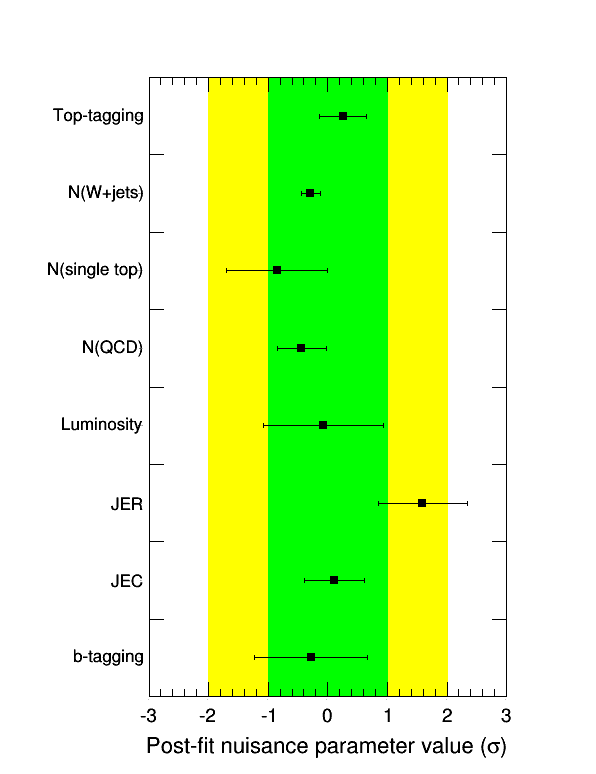 Top-tagging
N(W+jets)
N(single top)
N(QCD)
Luminosity
JER
JEC
b-tagging
-3 -2 -1 0 1 2 3
Post-fit nuisance parameter value (σ)